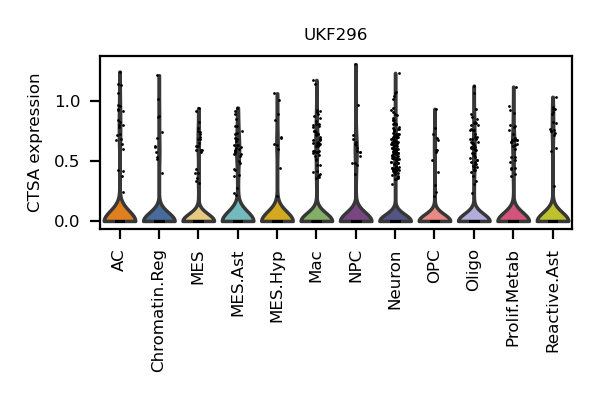 UKF296
CTSA expression
1.0
0.5
0.0
AC
Chromatin.Reg
MES
MES.Ast
MES.Hyp
Mac
NPC
Neuron
OPC
Oligo
Prolif.Metab
Reactive.Ast